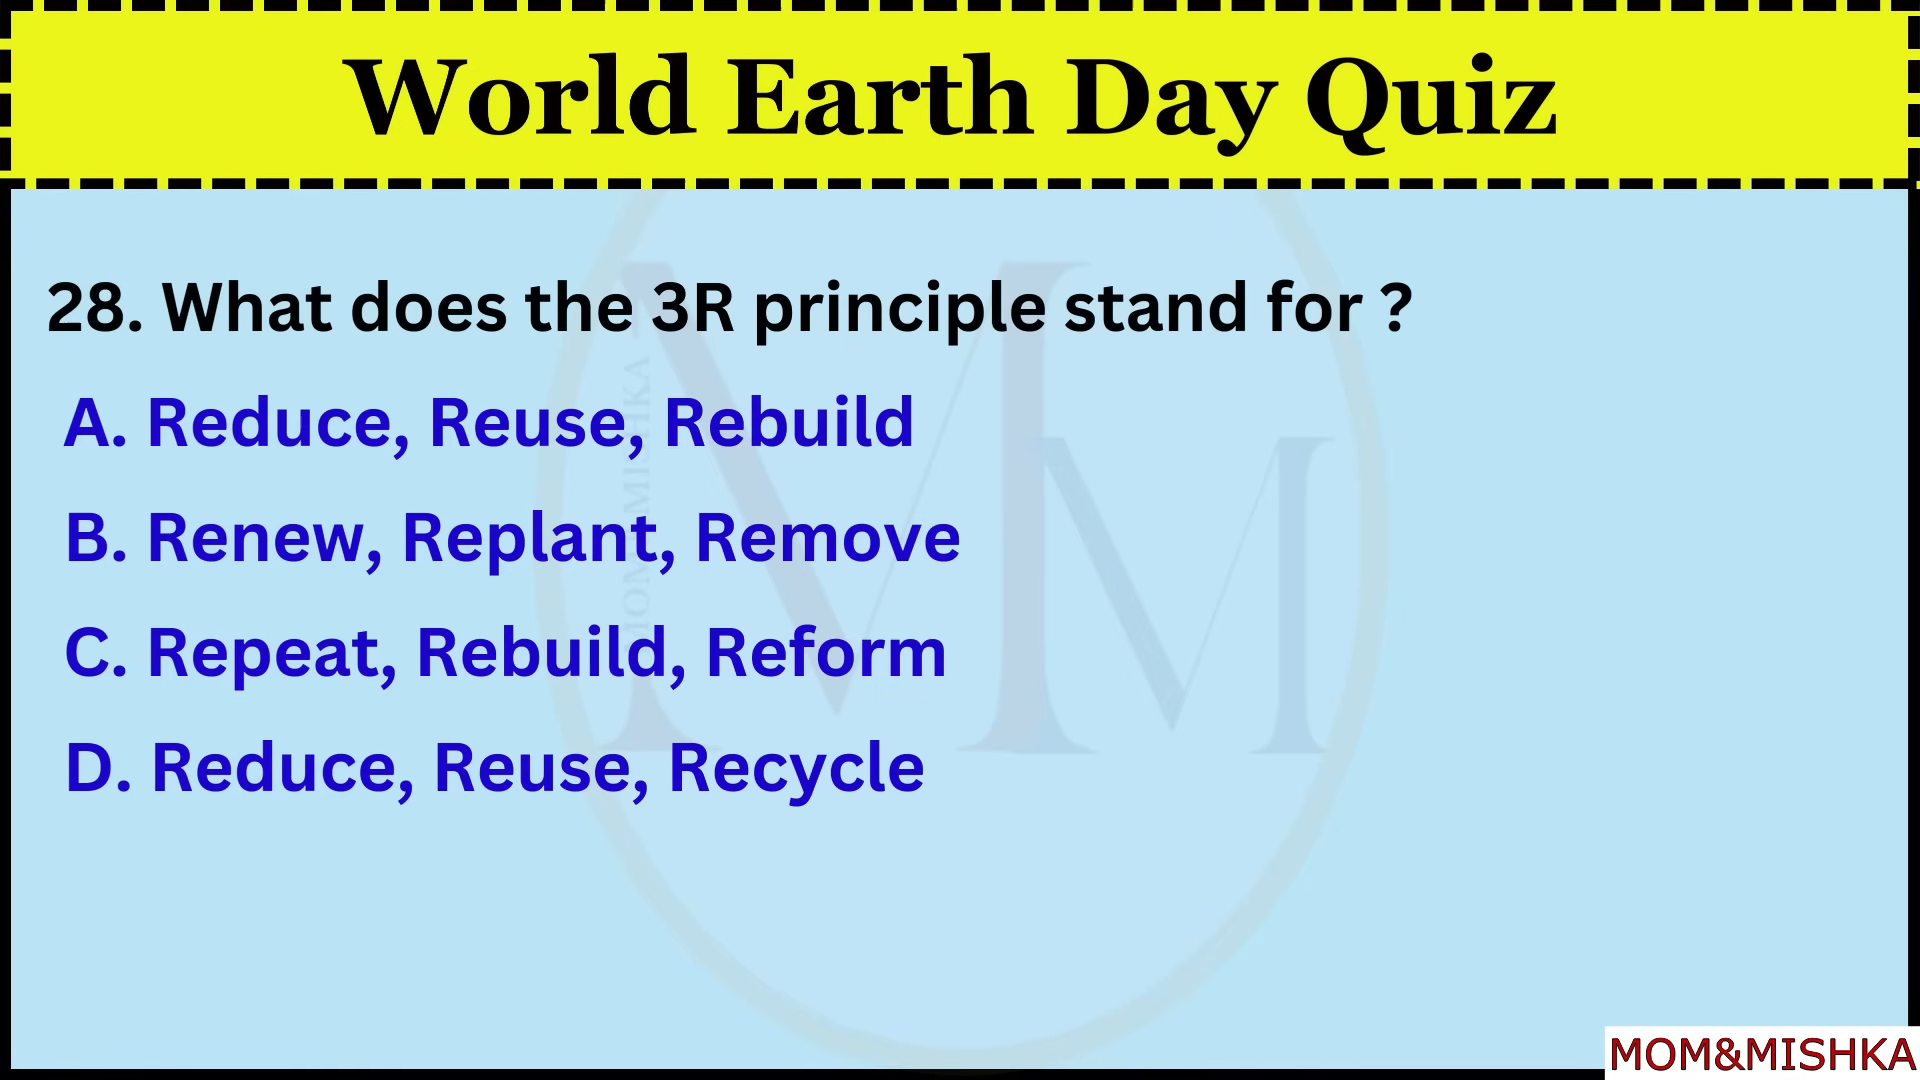 World Earth Day Quiz
28. What does the 3R principle stand for ?
A. Reduce, Reuse, Rebuild
B. Renew, Replant, Remove
C. Repeat, Rebuild, Reform
D. Reduce, Reuse, Recycle
MOM&MISHKA